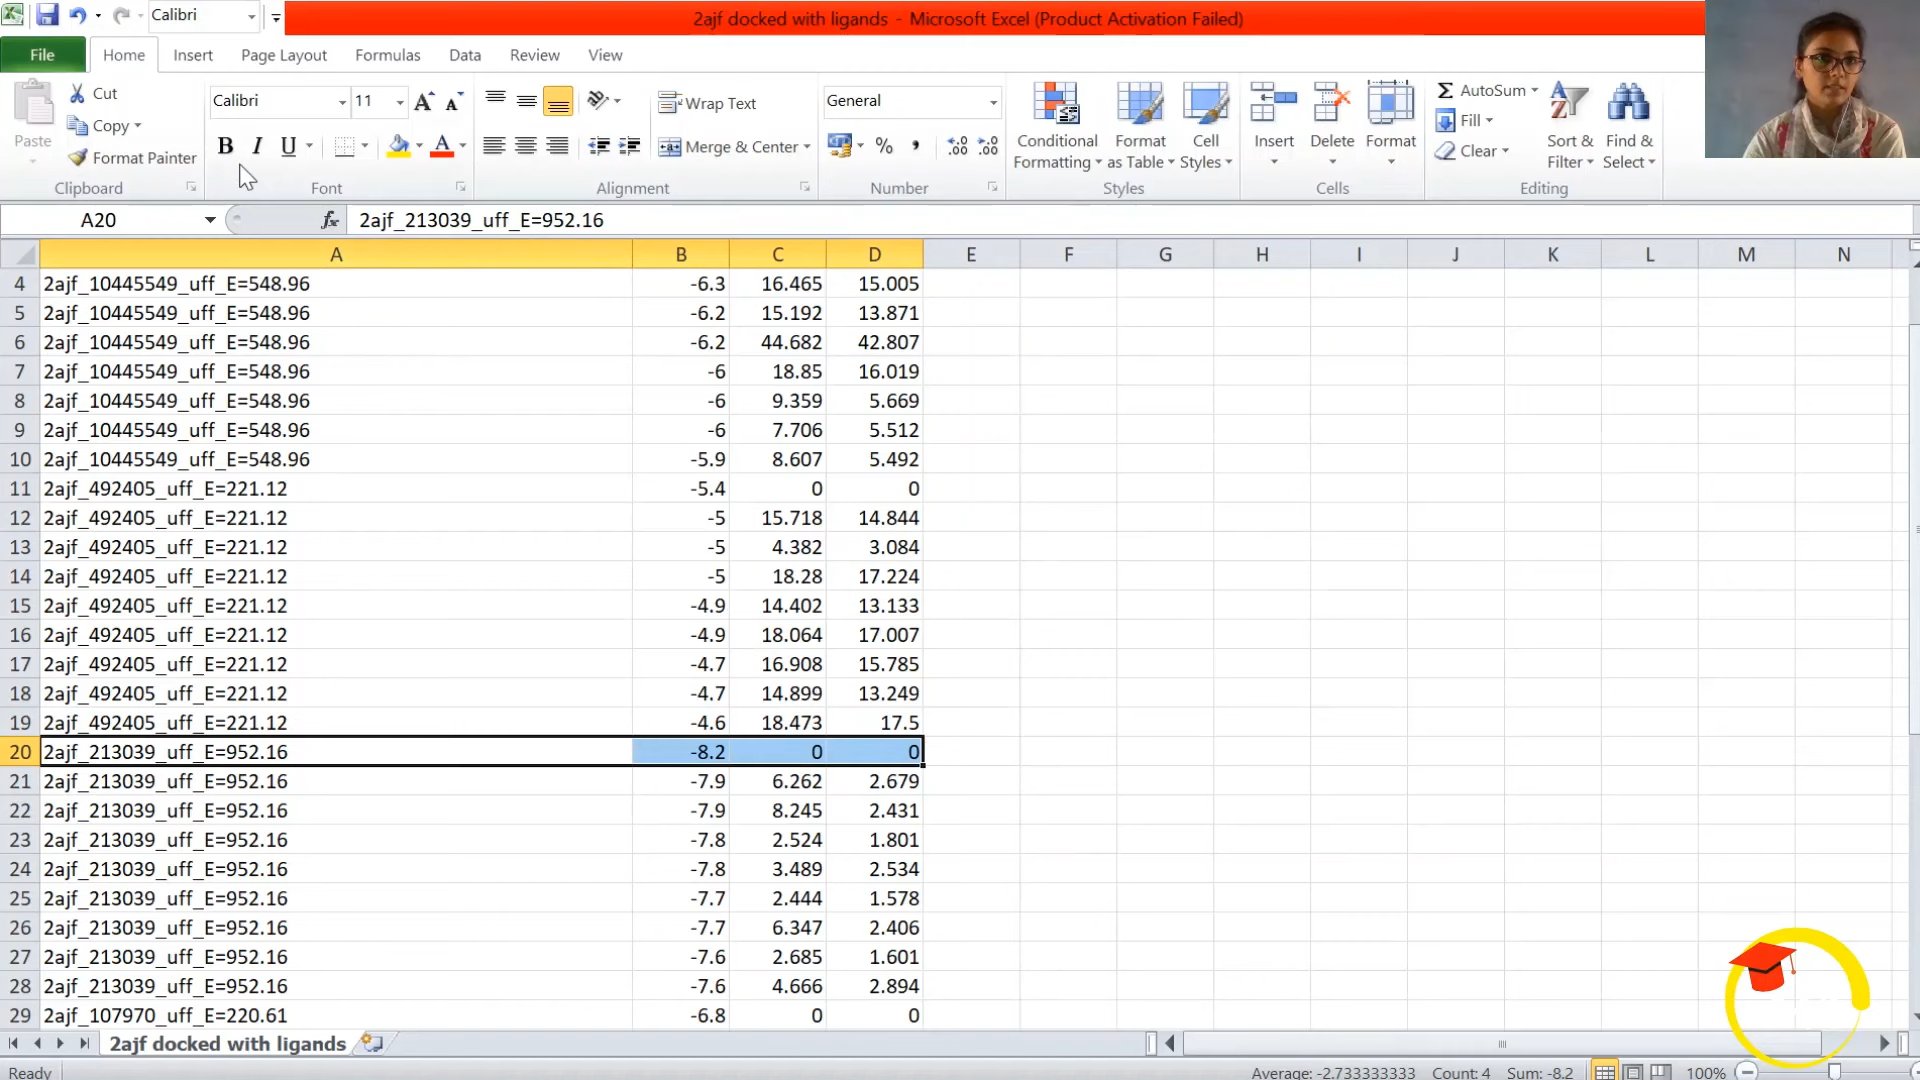 Calibri
2ajf docked with ligands - Microsoft Excel (Product Activation Failed)
File Home Insert Page Layout Formulas Data Review View
Paste
Cut
Copy
Format Painter
Clipboard
Calibri 11 A A
B I U A
Font
Wrap Text
Merge & Center
Alignment
General
% ,
Number
Conditional Formatting
Format as Table
Cell Styles
Styles
Insert Delete Format
Cells
Σ AutoSum
Fill
Clear
Sort & Filter
Find & Select
Editing
A20 fx 2ajf_213039_uff_E=952.16
A B C D E F G H I J K L M N
4 2ajf_10445549_uff_E=548.96 -6.3 16.465 15.005
5 2ajf_10445549_uff_E=548.96 -6.2 15.192 13.871
6 2ajf_10445549_uff_E=548.96 -6.2 44.682 42.807
7 2ajf_10445549_uff_E=548.96 -6 18.85 16.019
8 2ajf_10445549_uff_E=548.96 -6 9.359 5.669
9 2ajf_10445549_uff_E=548.96 -6 7.706 5.512
10 2ajf_10445549_uff_E=548.96 -5.9 8.607 5.492
11 2ajf_492405_uff_E=221.12 -5.4 0 0
12 2ajf_492405_uff_E=221.12 -5 15.718 14.844
13 2ajf_492405_uff_E=221.12 -5 4.382 3.084
14 2ajf_492405_uff_E=221.12 -5 18.28 17.224
15 2ajf_492405_uff_E=221.12 -4.9 14.402 13.133
16 2ajf_492405_uff_E=221.12 -4.9 18.064 17.007
17 2ajf_492405_uff_E=221.12 -4.7 16.908 15.785
18 2ajf_492405_uff_E=221.12 -4.7 14.899 13.249
19 2ajf_492405_uff_E=221.12 -4.6 18.473 17.5
20 2ajf_213039_uff_E=952.16 -8.2 0 0
21 2ajf_213039_uff_E=952.16 -7.9 6.262 2.679
22 2ajf_213039_uff_E=952.16 -7.9 8.245 2.431
23 2ajf_213039_uff_E=952.16 -7.8 2.524 1.801
24 2ajf_213039_uff_E=952.16 -7.8 3.489 2.534
25 2ajf_213039_uff_E=952.16 -7.7 2.444 1.578
26 2ajf_213039_uff_E=952.16 -7.7 6.347 2.406
27 2ajf_213039_uff_E=952.16 -7.6 2.685 1.601
28 2ajf_213039_uff_E=952.16 -7.6 4.666 2.894
29 2ajf_107970_uff_E=220.61 -6.8 0 0
2ajf docked with ligands
Ready Average: -2.733333333 Count: 4 Sum: -8.2 100%